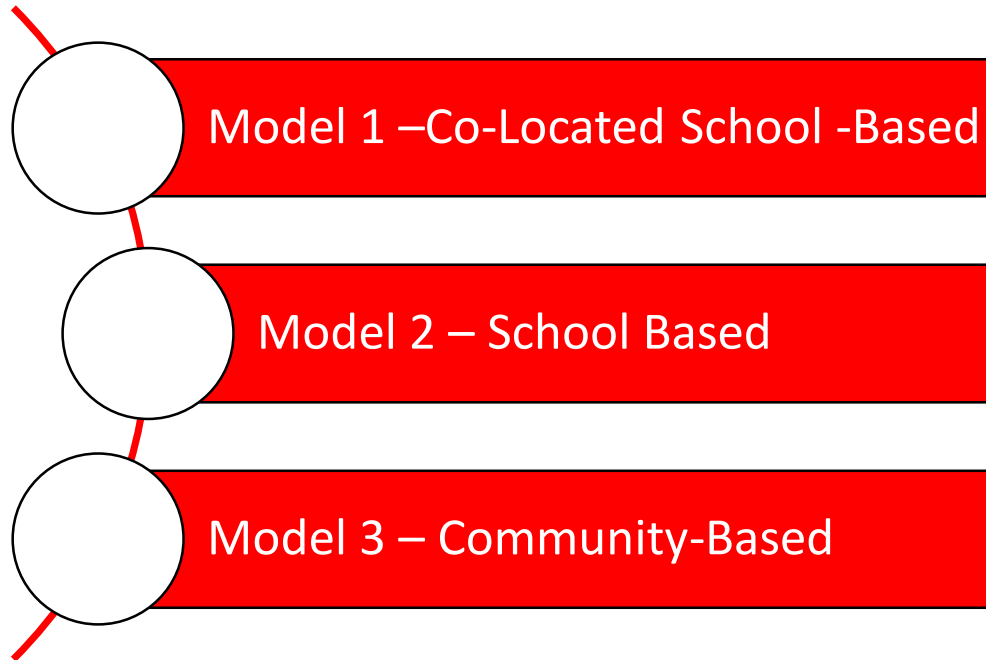 Model 1 –Co-Located School -Based
Model 2 – School Based
Model 3 – Community-Based